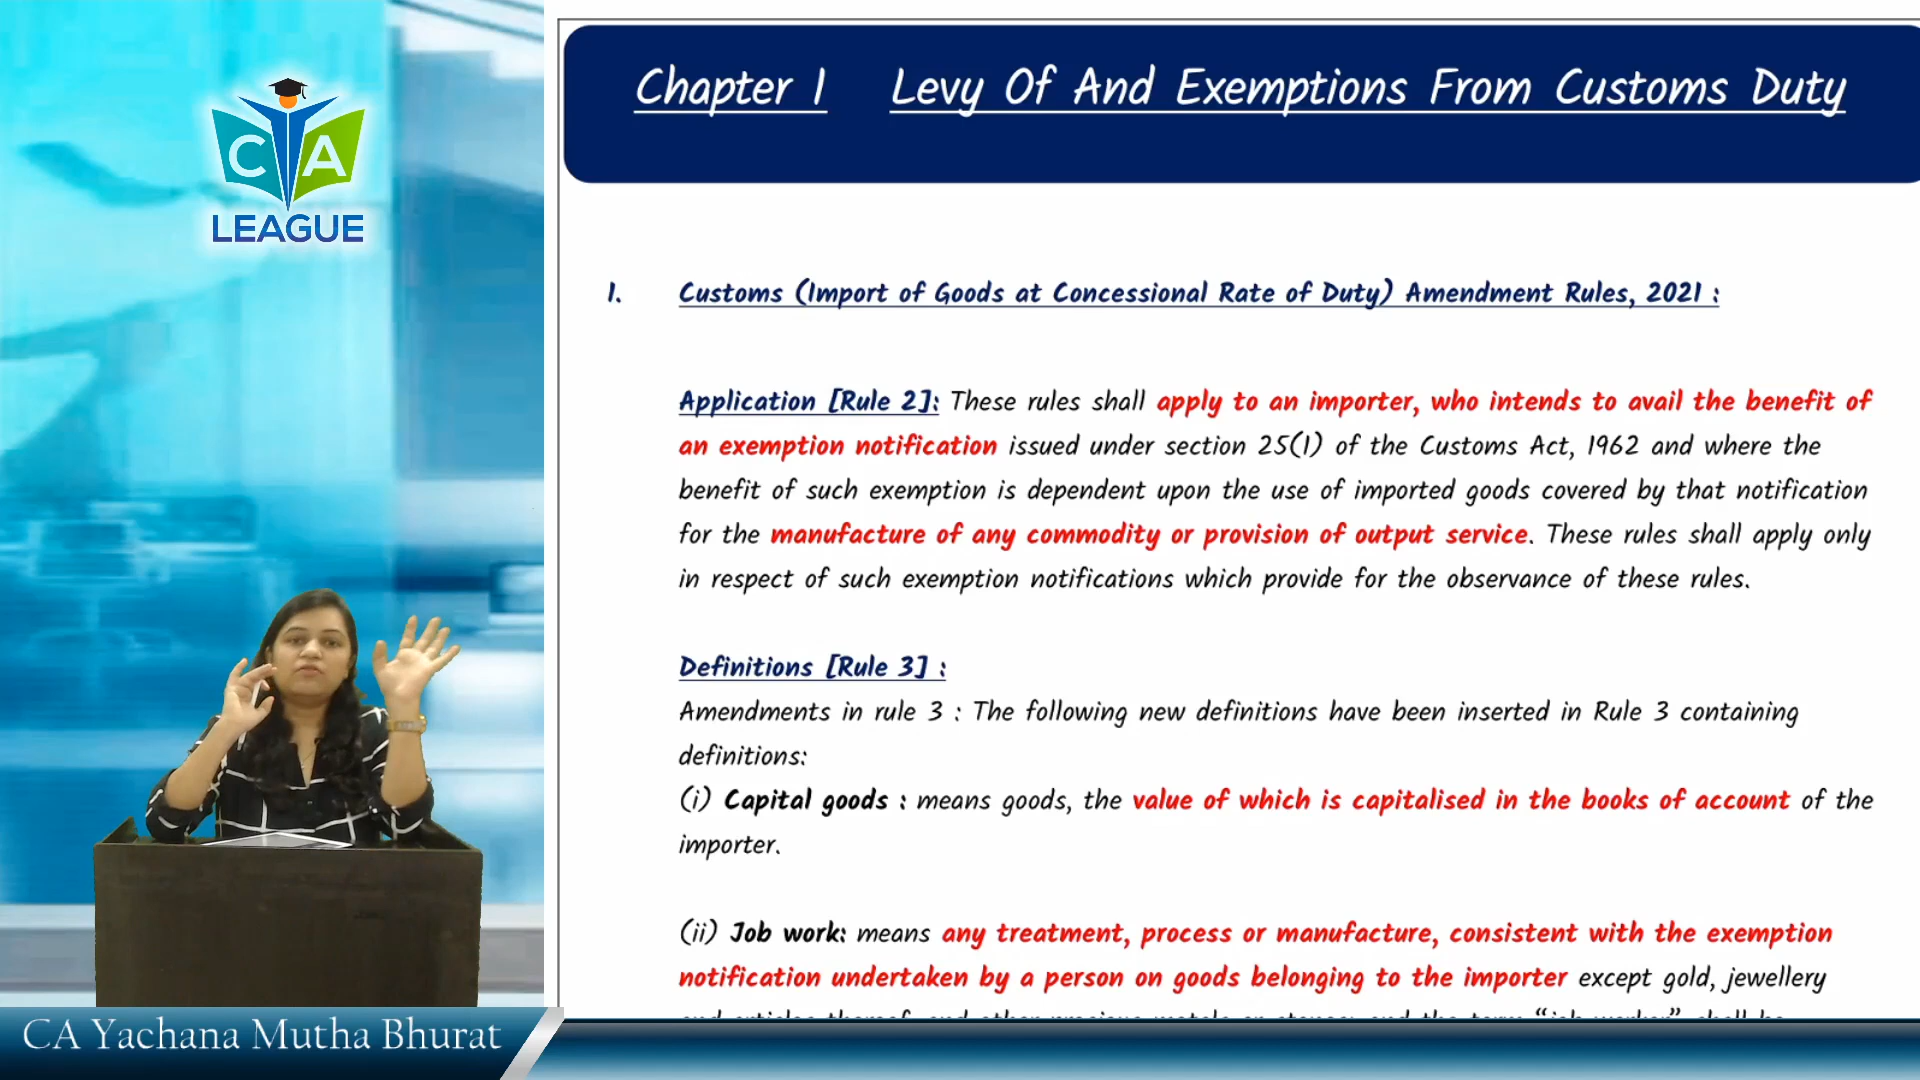 C A
LEAGUE
Chapter 1 Levy Of And Exemptions From Customs Duty
1. Customs (Import of Goods at Concessional Rate of Duty) Amendment Rules, 2021 :
Application [Rule 2]: These rules shall apply to an importer, who intends to avail the benefit of
an exemption notification issued under section 25(1) of the Customs Act, 1962 and where the
benefit of such exemption is dependent upon the use of imported goods covered by that notification
for the manufacture of any commodity or provision of output service. These rules shall apply only
in respect of such exemption notifications which provide for the observance of these rules.
Definitions [Rule 3] :
Amendments in rule 3 : The following new definitions have been inserted in Rule 3 containing
definitions:
(i) Capital goods : means goods, the value of which is capitalised in the books of account of the
importer.
(ii) Job work: means any treatment, process or manufacture, consistent with the exemption
notification undertaken by a person on goods belonging to the importer except gold, jewellery
CA Yachana Mutha Bhurat